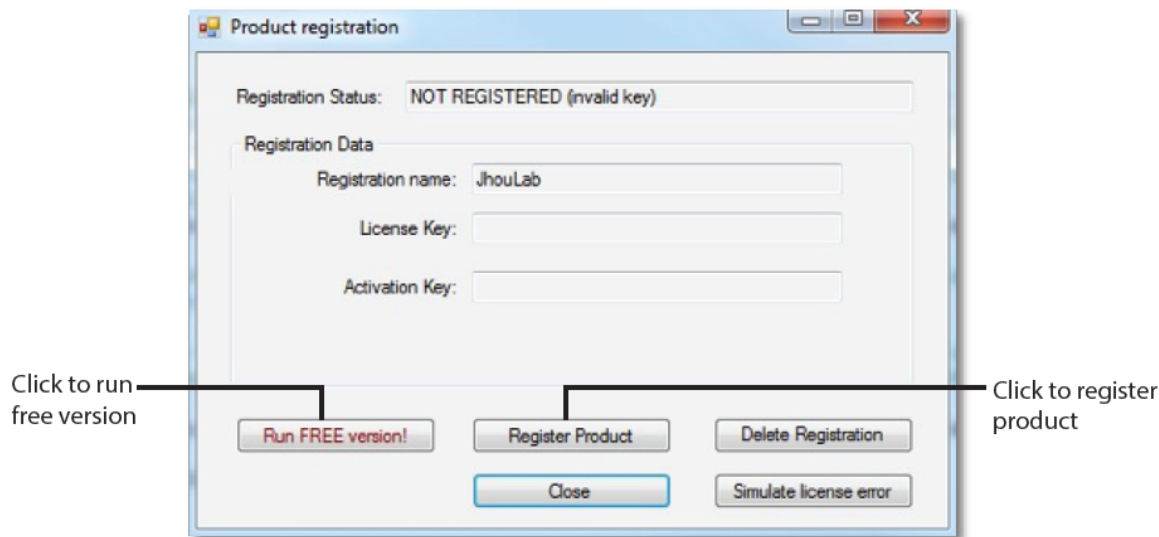 Product registration
Registration Status: NOT REGISTERED (invalid key)
Registration Data
Registration name: JhouLab
License Key:
Activation Key:
Click to run
free version
Click to register
product
Run FREE version! Register Product Delete Registration
Close Simulate license error